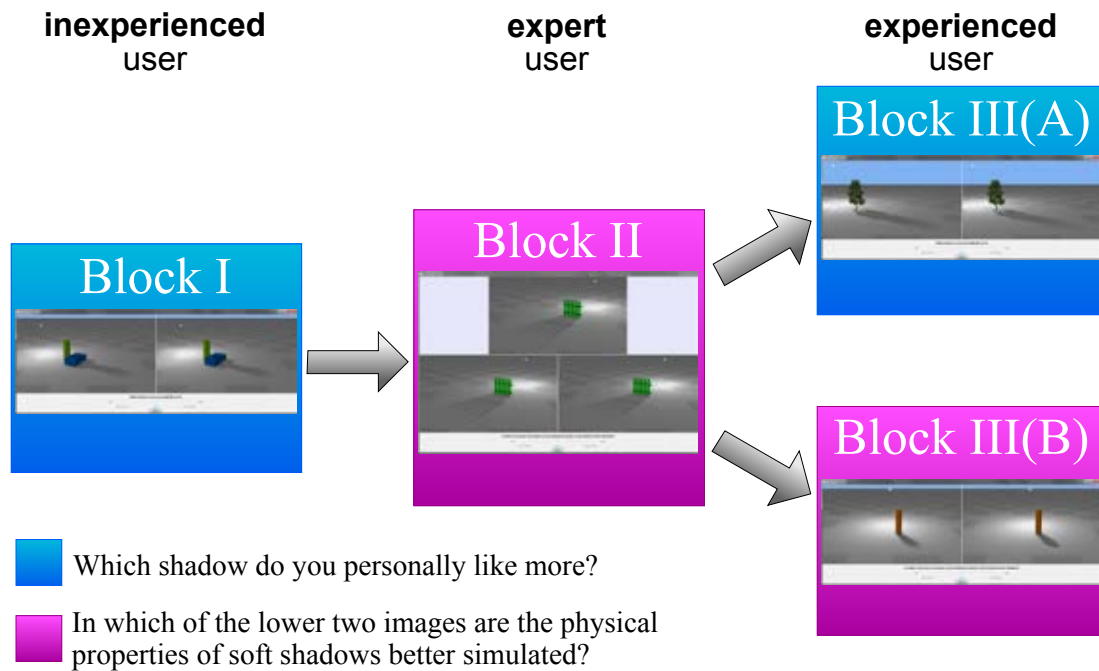 inexperienced
user
expert
user
experienced
user
Block III(A)
Block II
Block I
Block III(B)
Which shadow do you personally like more?
In which of the lower two images are the physical
properties of soft shadows better simulated?